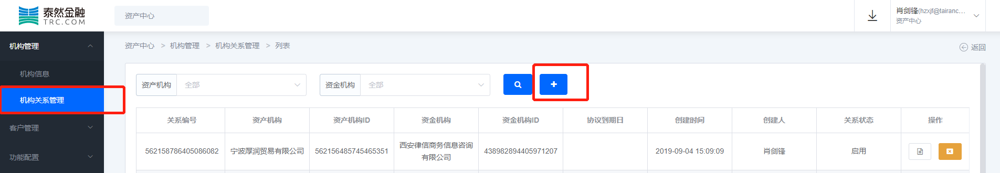 泰然金融
TRC.COM
资产中心
肖剑锋(hzxjf@tairanc...
资产中心
机构管理
机构信息
机构关系管理
客户管理
功能配置
资产中心 > 机构管理 > 机构关系管理 > 列表
返回
资产机构 全部
资金机构 全部
关系编号 资产机构 资产机构ID 资金机构 资金机构ID 协议到期日 创建时间 创建人 关系状态 操作
562158786405086082 宁波厚润贸易有限公司 562156485745465351 西安律信商务信息咨询 438982894405971207 2019-09-04 15:09:09 肖剑锋 启用
有限公司